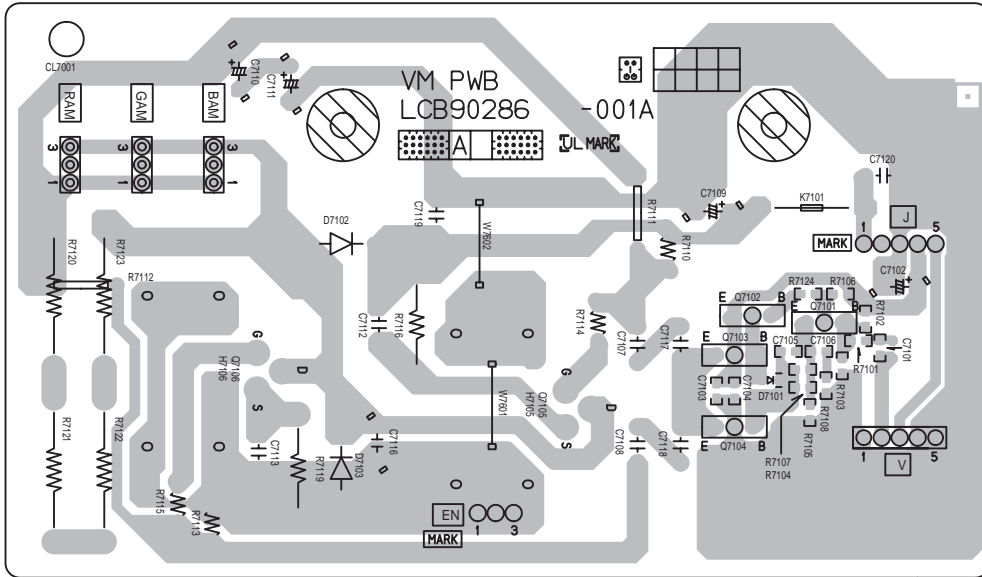 CL7001
C7110
C7111
VM PWB
LCB90286 -001A
A
UL MARK
RAM
GAM
BAM
3
3
3
1
1
1
C7120
C7109
K7101
R7111
C7119
W7602
D7102
R7110
J
MARK
1
5
R7120
R7123
R7112
C7102
R7124
R7106
E
Q7102
B
E
Q7101
B
R7102
C7112
R7116
R7114
C7107
C7117
Q7103
E
B
C7105
C7106
C7101
R7101
G
D
S
Q7106
H7106
W7601
Q7105
H7105
G
D
S
C7103
C7104
D7101
R7103
R7108
R7105
R7121
R7122
C7113
R7119
D7103
C7116
C7108
C7118
E
Q7104
B
R7107
R7104
1
5
V
R7115
R7113
EN
1
3
MARK